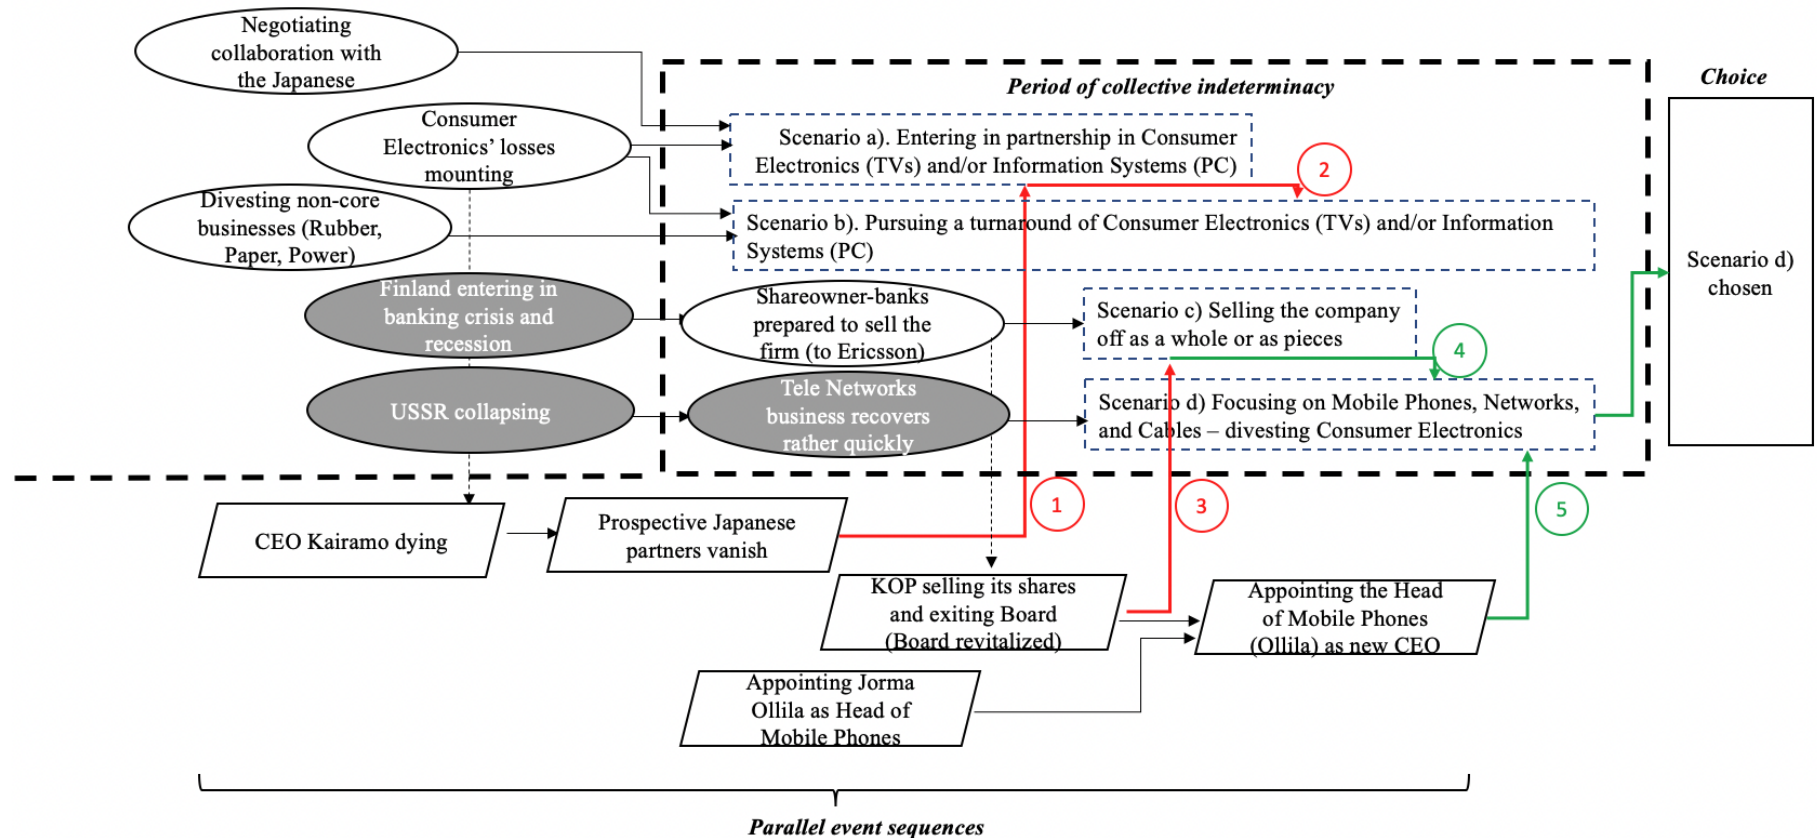 Negotiating
collaboration with
the Japanese
Consumer
Electronics’ losses
mounting
Divesting non-core
businesses (Rubber,
Paper, Power)
Finland entering in
banking crisis and
recession
USSR collapsing
Period of collective indeterminacy
Scenario a). Entering in partnership in Consumer
Electronics (TVs) and/or Information Systems (PC)
2
Scenario b). Pursuing a turnaround of Consumer Electronics (TVs) and/or Information
Systems (PC)
Shareowner-banks
prepared to sell the
firm (to Ericsson)
Scenario c) Selling the company
off as a whole or as pieces
4
Tele Networks
business recovers
rather quickly
Scenario d) Focusing on Mobile Phones, Networks,
and Cables – divesting Consumer Electronics
Choice
Scenario d)
chosen
CEO Kairamo dying
Prospective Japanese
partners vanish
1
3
5
KOP selling its shares
and exiting Board
(Board revitalized)
Appointing the Head
of Mobile Phones
(Ollila) as new CEO
Appointing Jorma
Ollila as Head of
Mobile Phones
Parallel event sequences